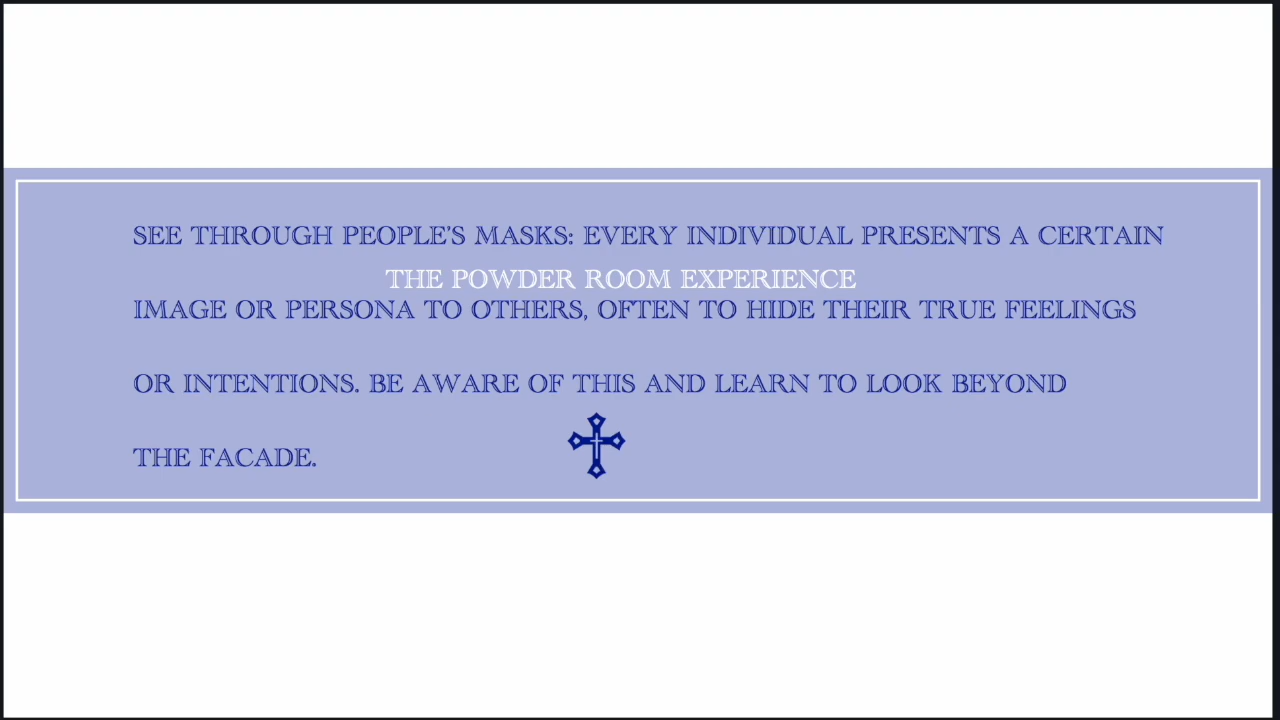 SEE THROUGH PEOPLE'S MASKS: EVERY INDIVIDUAL PRESENTS A CERTAIN
THE POWDER ROOM EXPERIENCE
IMAGE OR PERSONA TO OTHERS, OFTEN TO HIDE THEIR TRUE FEELINGS
OR INTENTIONS. BE AWARE OF THIS AND LEARN TO LOOK BEYOND
THE FACADE.